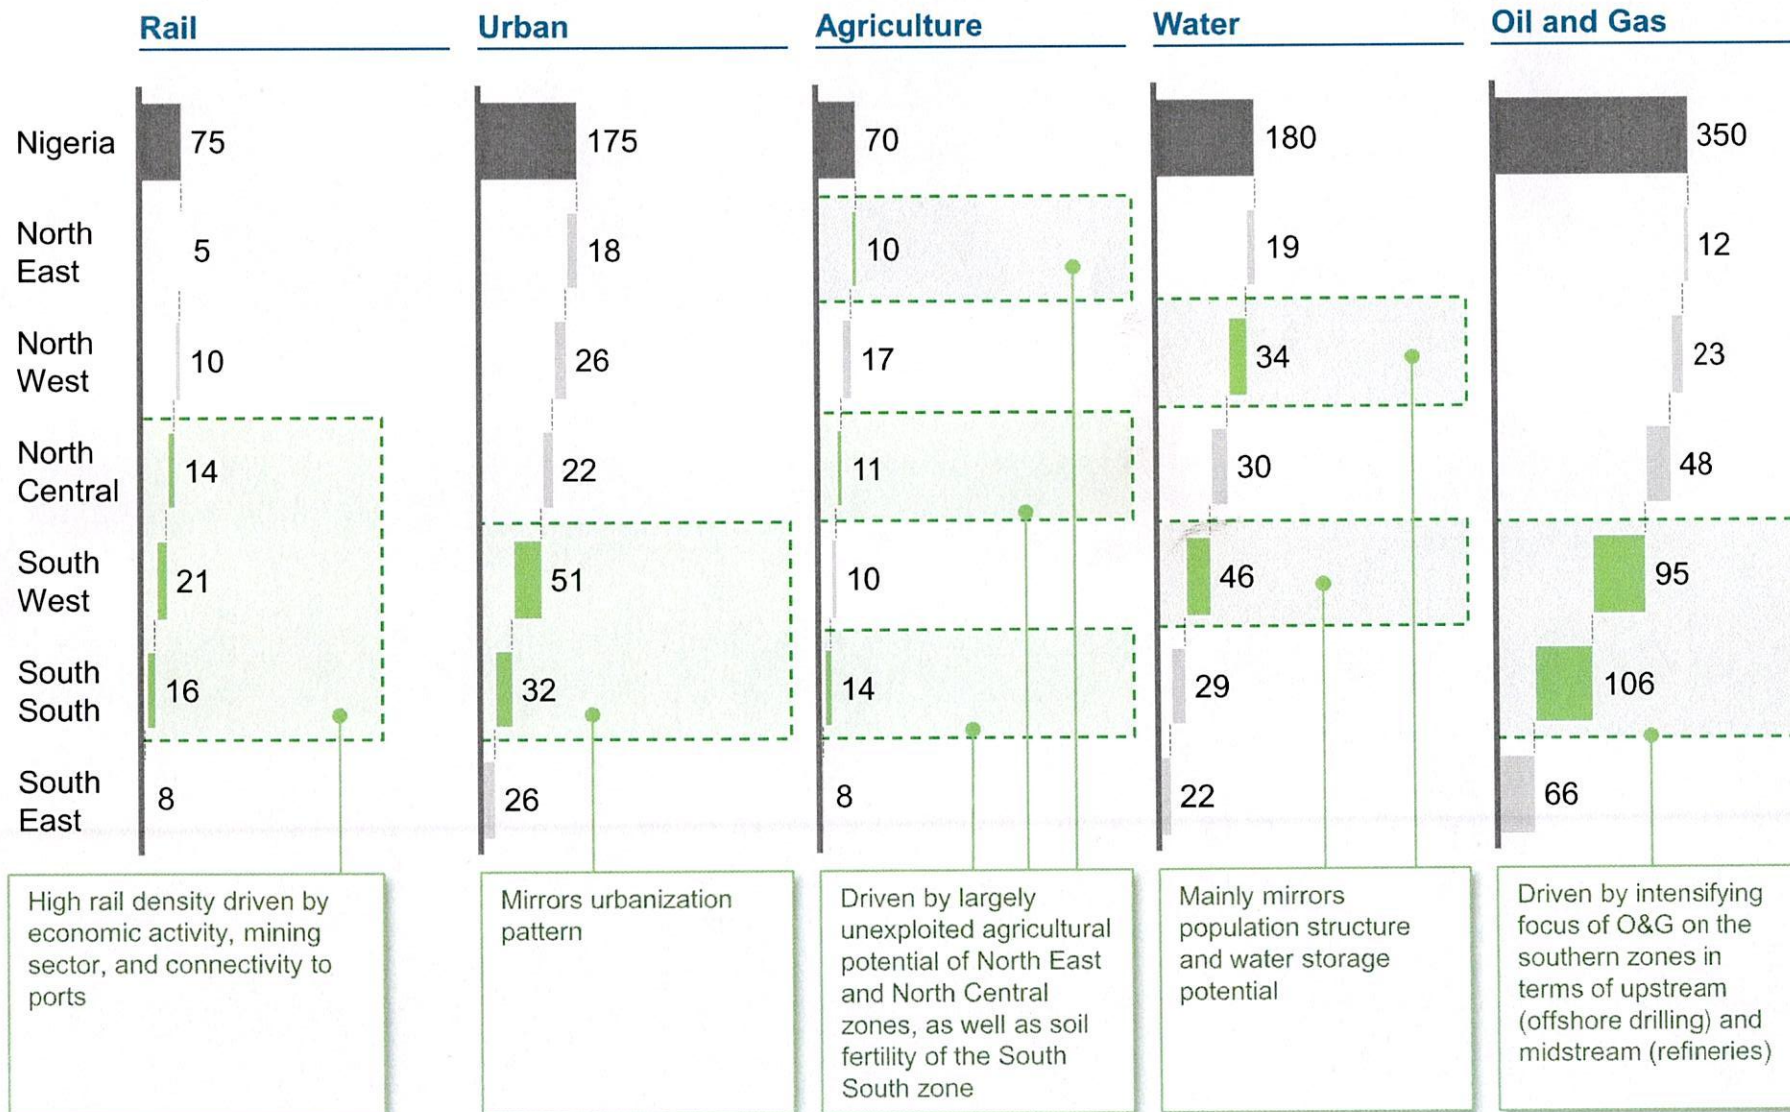 Rail
Urban
Agriculture
Water
Oil and Gas
Nigeria
75
175
70
180
350
North
East
5
18
10
19
12
North
West
10
26
17
34
23
North
Central
14
22
11
30
48
South
West
21
51
10
46
95
South
South
16
32
14
29
106
South
East
8
26
8
22
66
High rail density driven by
economic activity, mining
sector, and connectivity to
ports
Mirrors urbanization
pattern
Driven by largely
unexploited agricultural
potential of North East
and North Central
zones, as well as soil
fertility of the South
South zone
Mainly mirrors
population structure
and water storage
potential
Driven by intensifying
focus of O&G on the
southern zones in
terms of upstream
(offshore drilling) and
midstream (refineries)